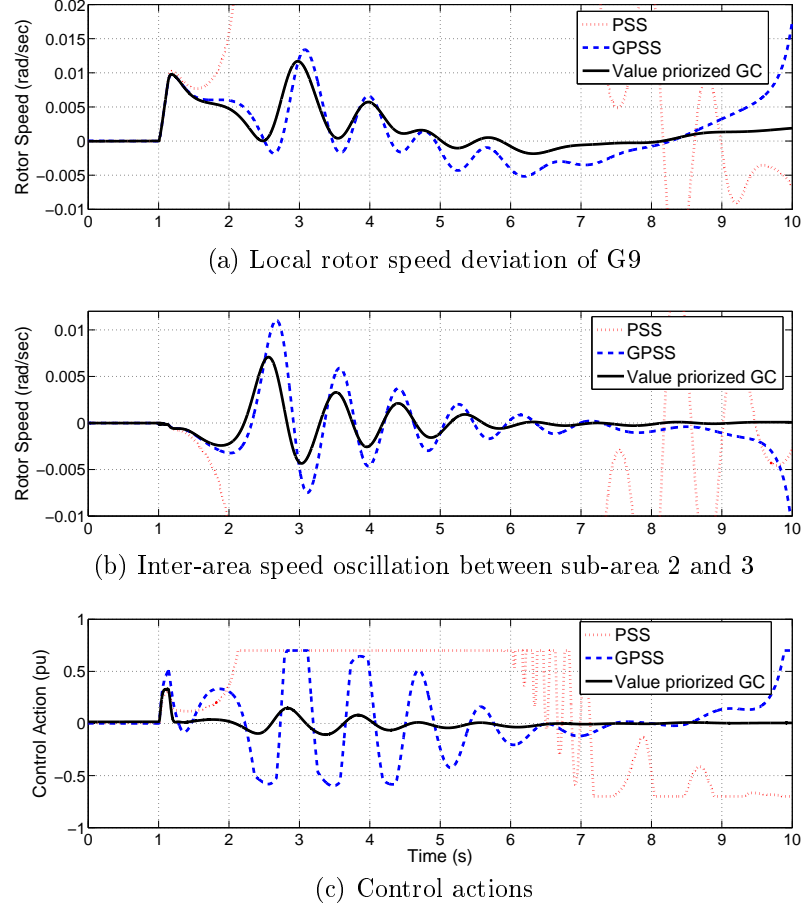 0.02
0.015
0.01
0.005
0
−0.005
−0.01
Rotor Speed (rad/sec)
PSS
GPSS
Value priorized GC
0 1 2 3 4 5 6 7 8 9 10
(a) Local rotor speed deviation of G9
0.01
0.005
0
−0.005
−0.01
Rotor Speed (rad/sec)
PSS
GPSS
Value priorized GC
0 1 2 3 4 5 6 7 8 9 10
(b) Inter-area speed oscillation between sub-area 2 and 3
1
0.5
0
−0.5
−1
Control Action (pu)
PSS
GPSS
Value priorized GC
0 1 2 3 4 5 6 7 8 9 10
Time (s)
(c) Control actions